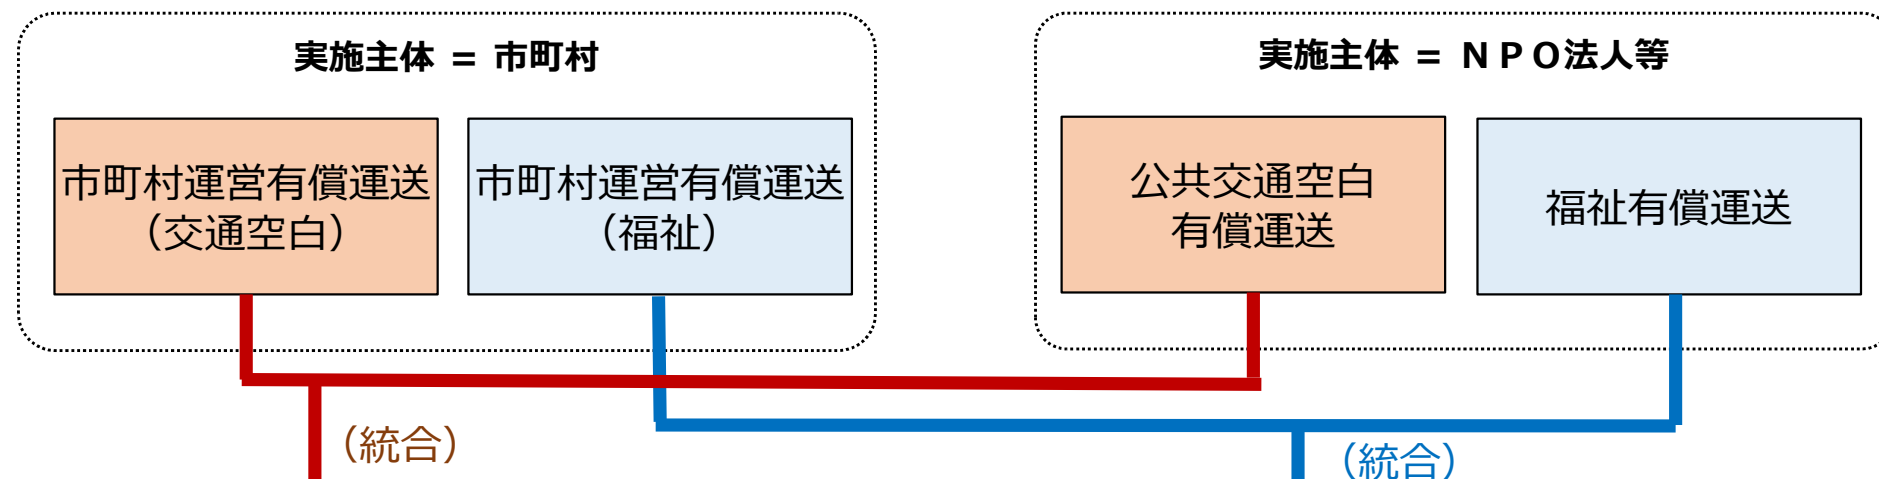 実施主体 = 市町村
実施主体 = NPO法人等
市町村運営有償運送
（交通空白）
市町村運営有償運送
（福祉）
公共交通空白
有償運送
福祉有償運送
（統合）
（統合）